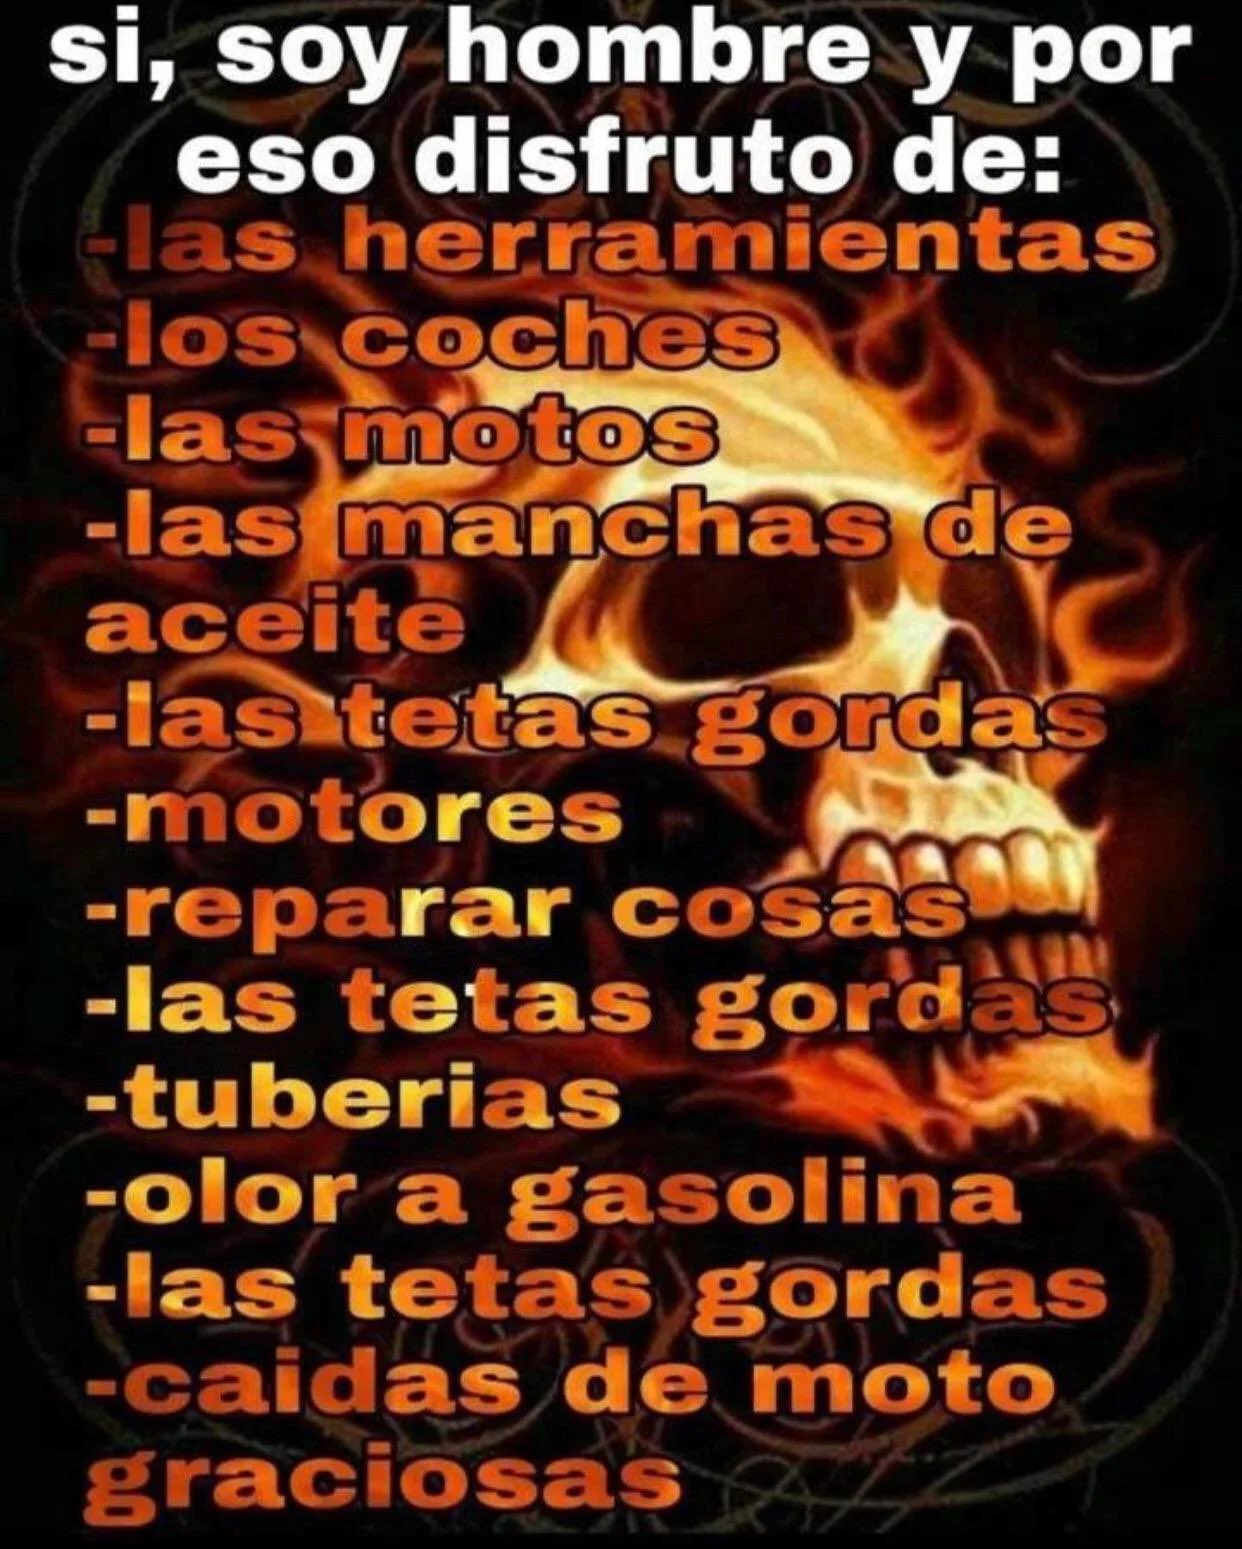 si, soy hombre y por
eso disfruto de:
-las herramientas
-los coches
-las motos
-las manchas de
aceite
-las tetas gordas
-motores
-reparar cosas
-las tetas gordas
-tuberias
-olor a gasolina
-las tetas gordas
-caidas de moto
graciosas